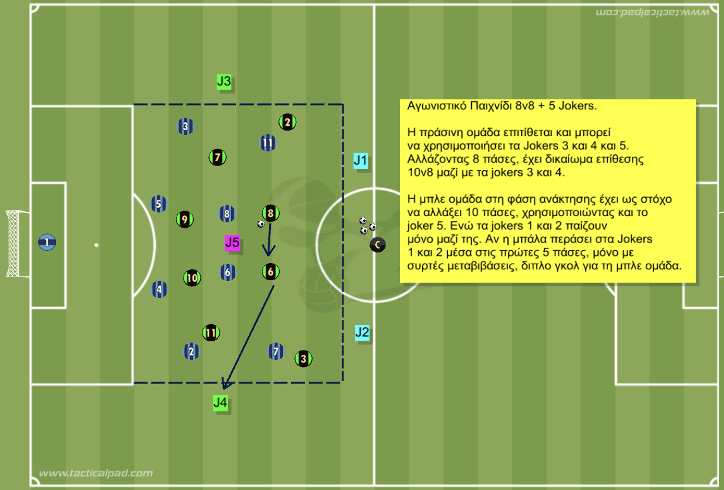 www.tacticalpad.com
J3
Αγωνιστικό Παιχνίδι 8v8 + 5 Jokers.
Η πράσινη ομάδα επιτίθεται και μπορεί
να χρησιμοποιήσει τα Jokers 3 και 4 και 5.
Αλλάζοντας 8 πάσες, έχει δικαίωμα επίθεσης
10v8 μαζί με τα jokers 3 και 4.
Η μπλε ομάδα στη φάση ανάκτησης έχει ως στόχο
να αλλάξει 10 πάσες, χρησιμοποιώντας και το
joker 5. Ενώ τα jokers 1 και 2 παίζουν
μόνο μαζί της. Αν η μπάλα περάσει στα Jokers
1 και 2 μέσα στις πρώτες 5 πάσες, μόνο με
συρτές μεταβιβάσεις, διπλο γκολ για τη μπλε ομάδα.
3
2
11
7
J1
5
9
8
8
1
J5
C
10
6
6
4
11
J2
2
7
3
J4
www.tacticalpad.com